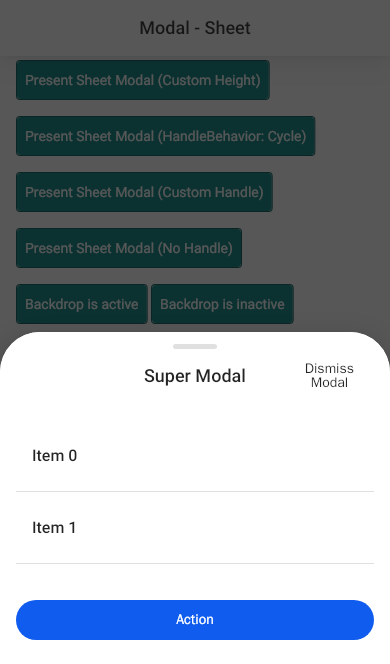 Modal - Sheet
Present Sheet Modal (Custom Height)
Present Sheet Modal (HandleBehavior: Cycle)
Present Sheet Modal (Custom Handle)
Present Sheet Modal (No Handle)
Backdrop is active Backdrop is inactive
Super Modal
Dismiss
Modal
Item 0
Item 1
Action